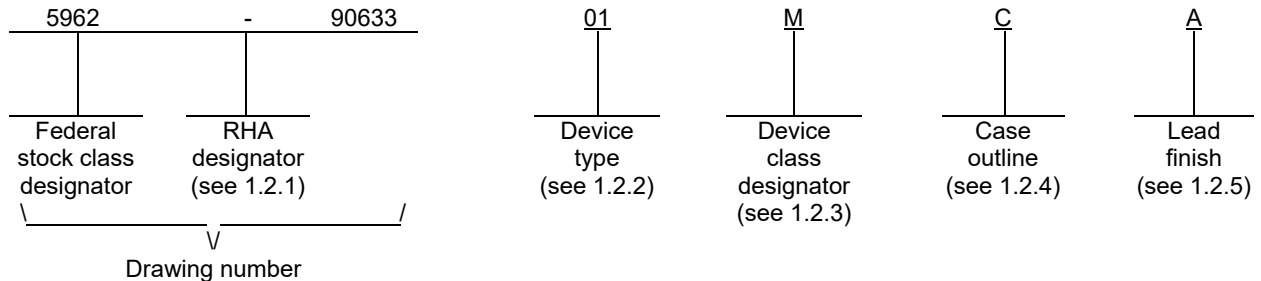 5962 - 90633 01 M C A
Federal stock class designator
RHA designator (see 1.2.1)
Device type (see 1.2.2)
Device class designator (see 1.2.3)
Case outline (see 1.2.4)
Lead finish (see 1.2.5)
Drawing number